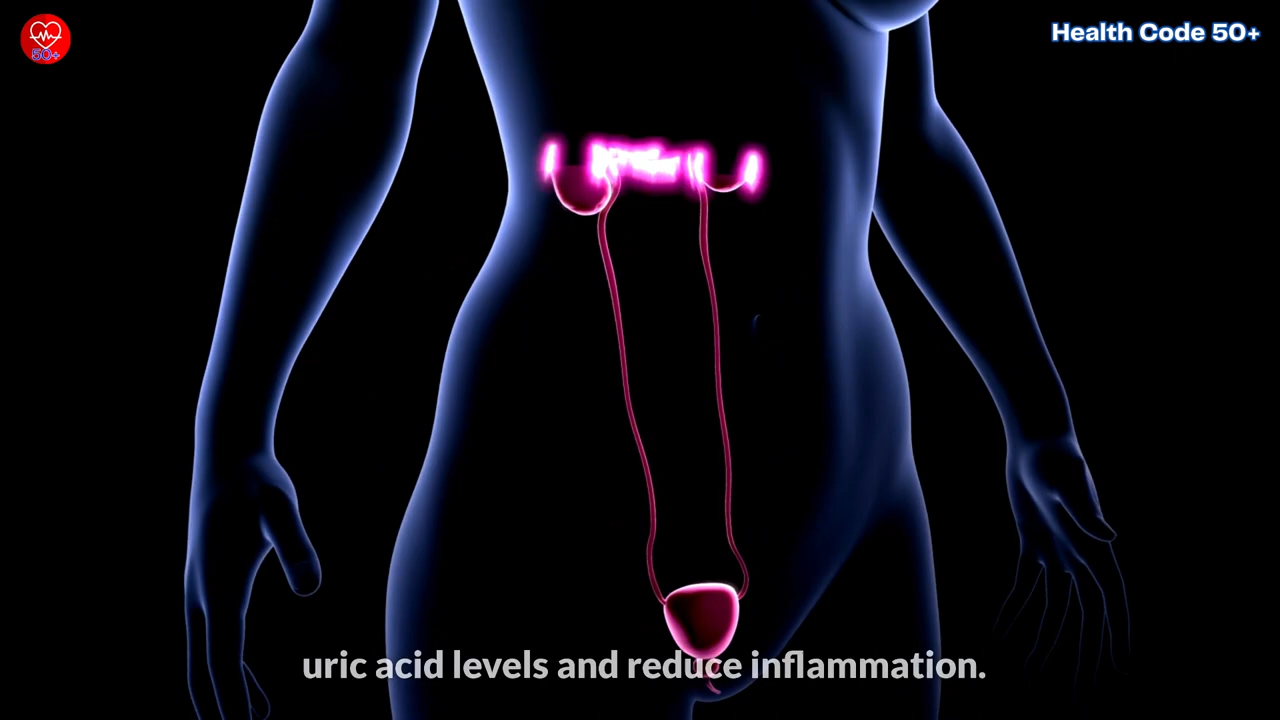 50+
Health Code 50+
uric acid levels and reduce inflammation.